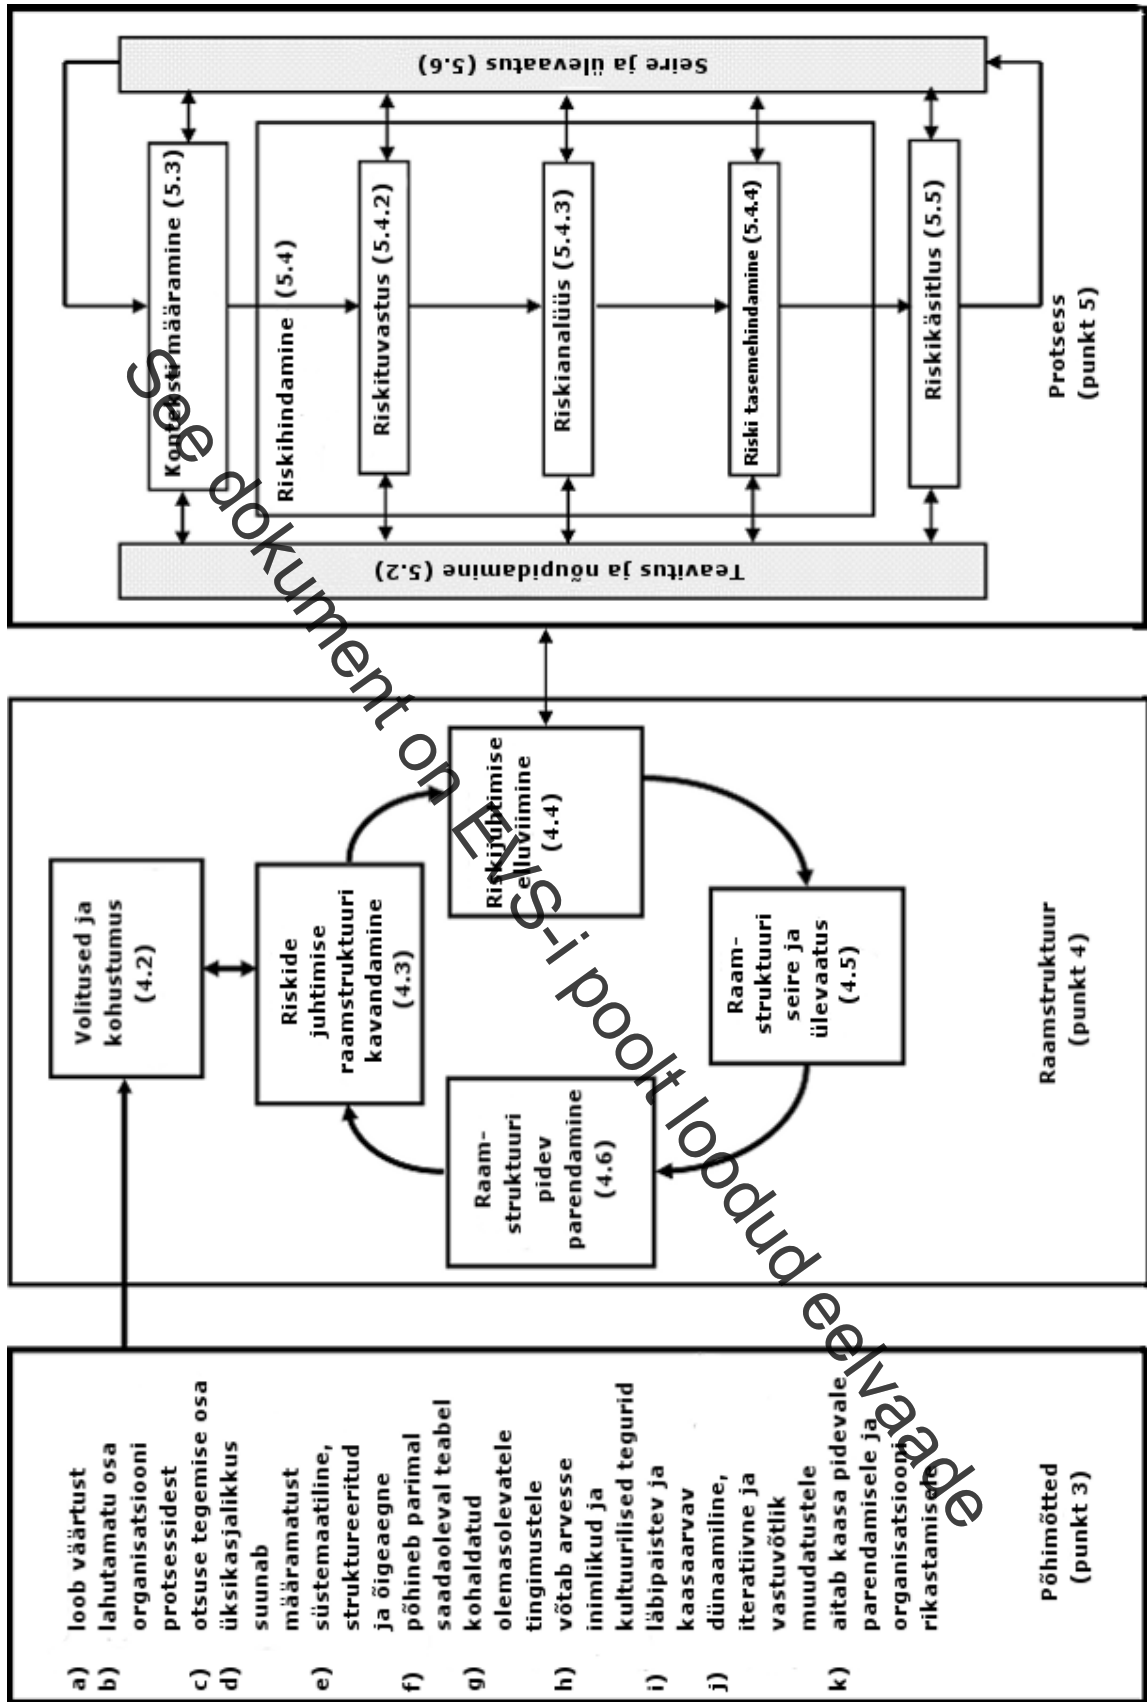 a) loob väärtust
b) lahutamatu osa
organisatsiooni
protsessidest
c) otsuse tegemise osa
d) üksikasjalikkus
suunab
määramatust
e) süstemaatiline,
struktureeritud
ja õigeaegne
f) põhineb parimal
saadaoleval teabel
g) kohaldatud
olemasolevatele
tingimustele
h) võtab arvesse
inimlikud ja
kultuurilised tegurid
i) läbipaistev ja
kaasaarvav
j) dünaamiline,
iteratiivne ja
vastuvõtlik
muudatustele
k) aitab kaasa pidevale
parendamisele ja
organisatsiooni
rikastamisele
Põhimõtted
(punkt 3)
Volitused ja
kohustumus
(4.2)
Riskide
juhtimise
raamstruktuuri
kavandamine
(4.3)
Riskijuhtimise
elluviimine
(4.4)
Raam-
struktuuri
seire ja
ülevaatus
(4.5)
Raam-
struktuuri
pidev
parendamine
(4.6)
Raamstruktuur
(punkt 4)
Teavitus ja nõupidamine (5.2)
Konteksti määramine (5.3)
Riskihindamine (5.4)
Riskituvastus (5.4.2)
Riskianalüüs (5.4.3)
Riski tasemehindamine (5.4.4)
Riskikäsitlus (5.5)
Seire ja ülevaatus (5.6)
Protsess
(punkt 5)
See dokument on EVS-i poolt loodud eelvaade